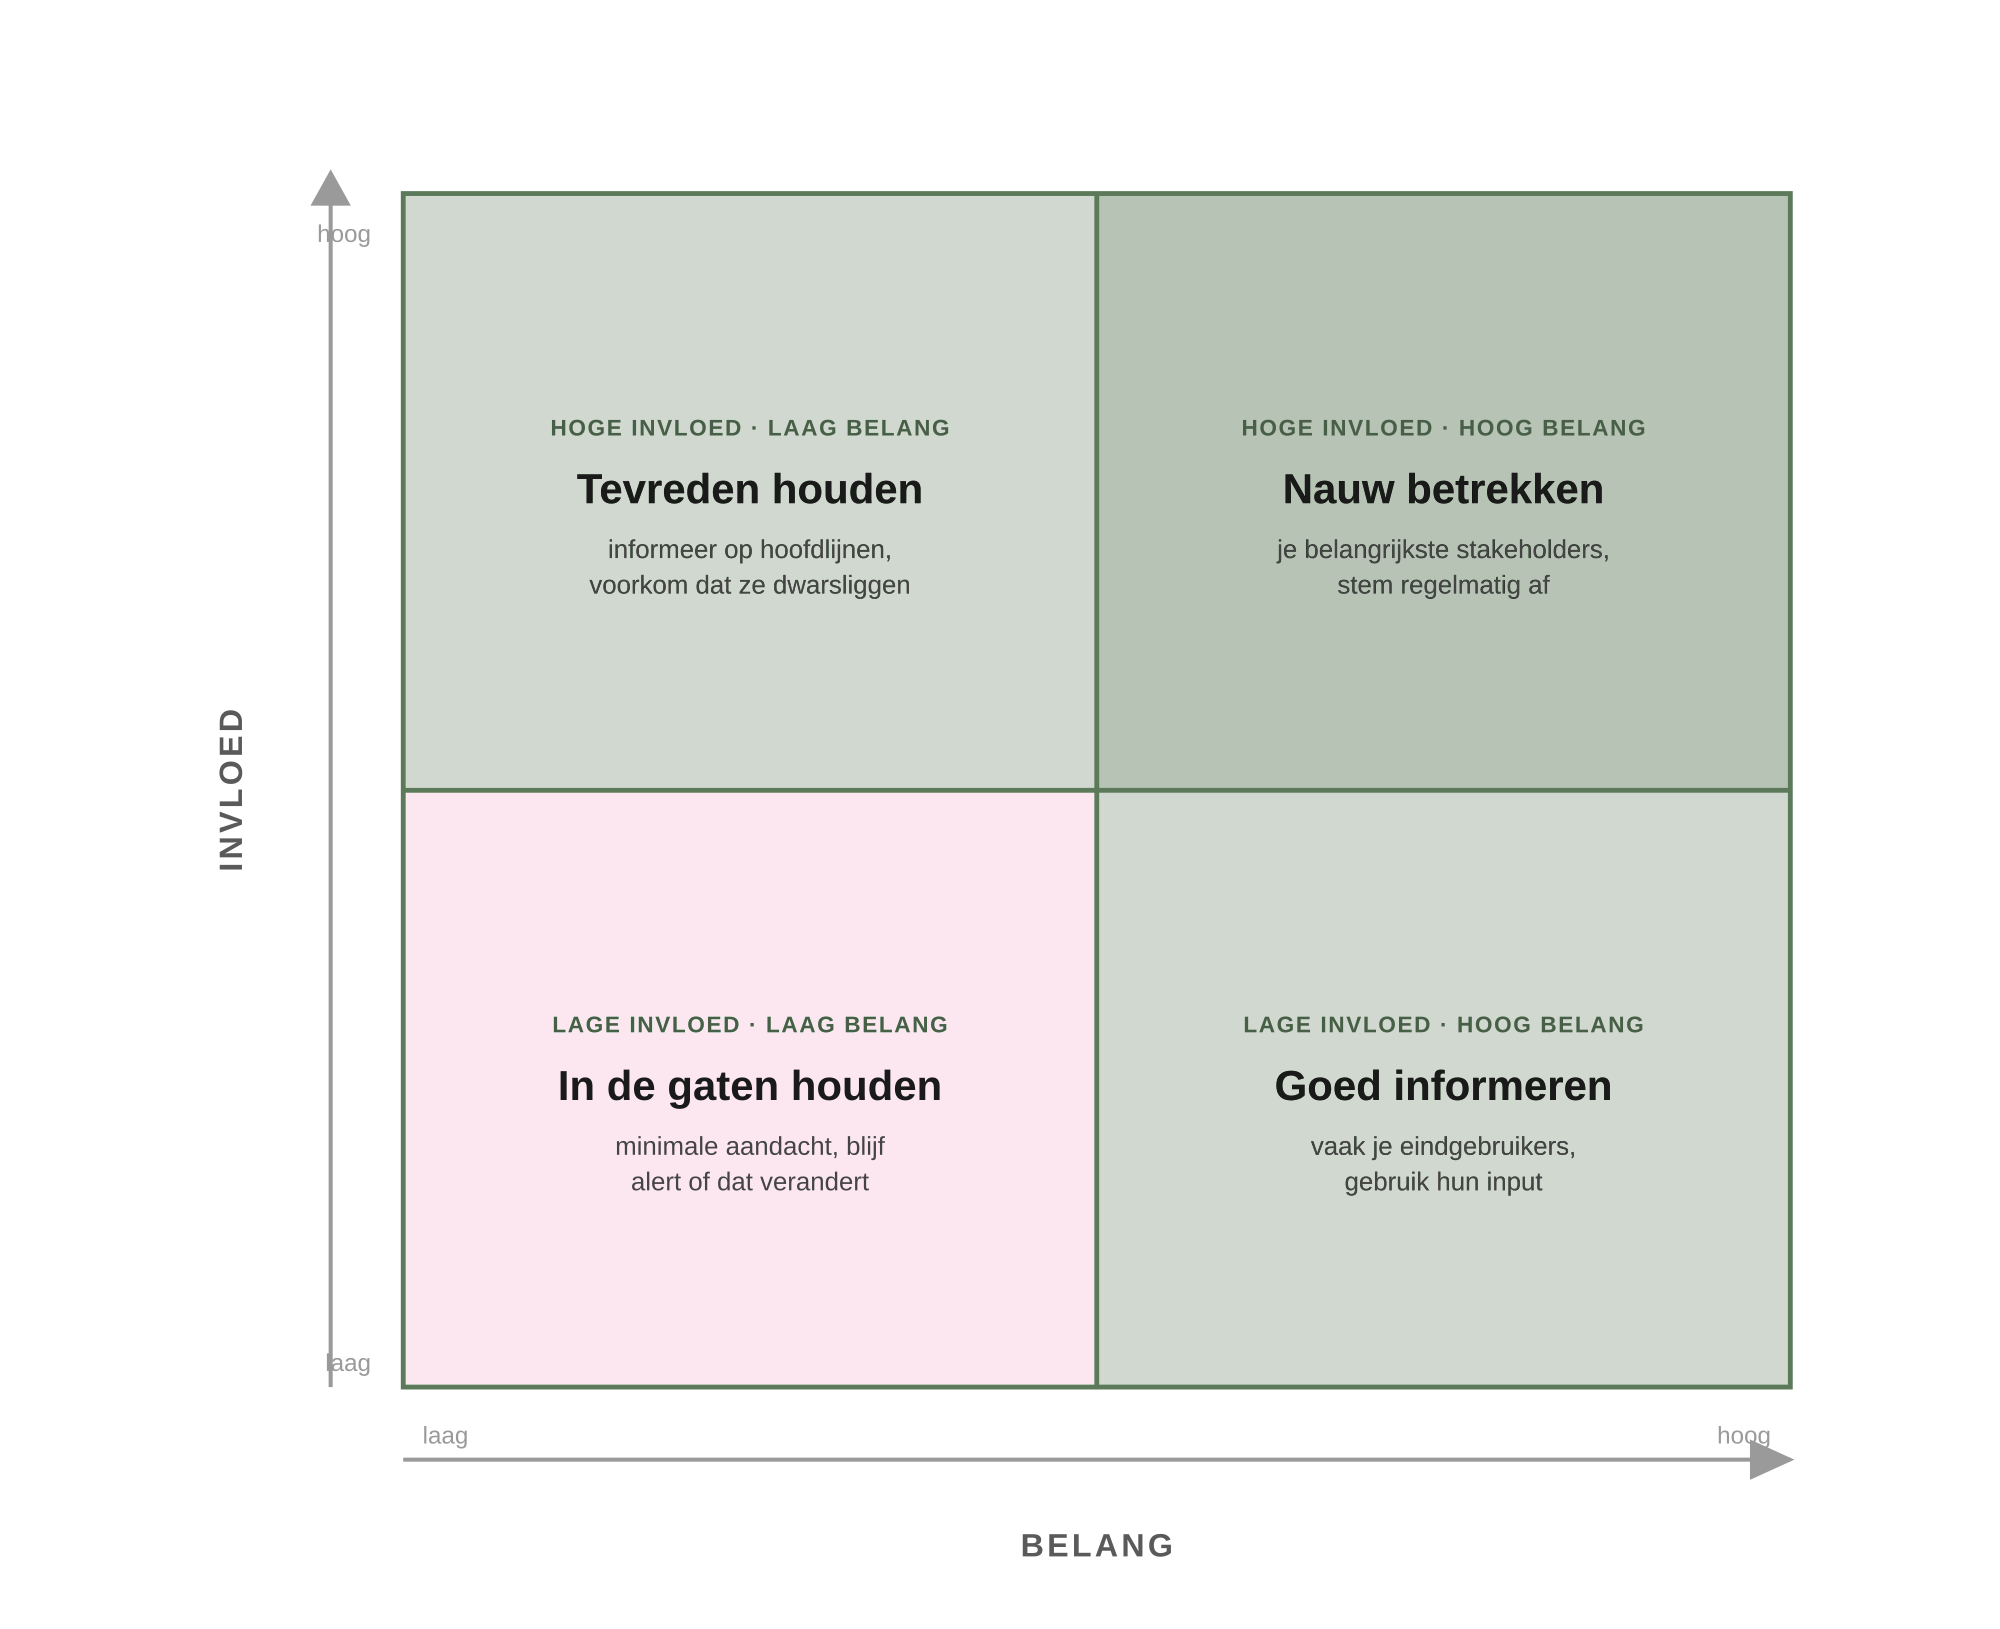 hoog
HOGE INVLOED · LAAG BELANG
Tevreden houden
informeer op hoofdlijnen,
voorkom dat ze dwarsliggen
HOGE INVLOED · HOOG BELANG
Nauw betrekken
je belangrijkste stakeholders,
stem regelmatig af
INVLOED
LAGE INVLOED · LAAG BELANG
In de gaten houden
minimale aandacht, blijf
alert of dat verandert
LAGE INVLOED · HOOG BELANG
Goed informeren
vaak je eindgebruikers,
gebruik hun input
laag
laag
hoog
BELANG